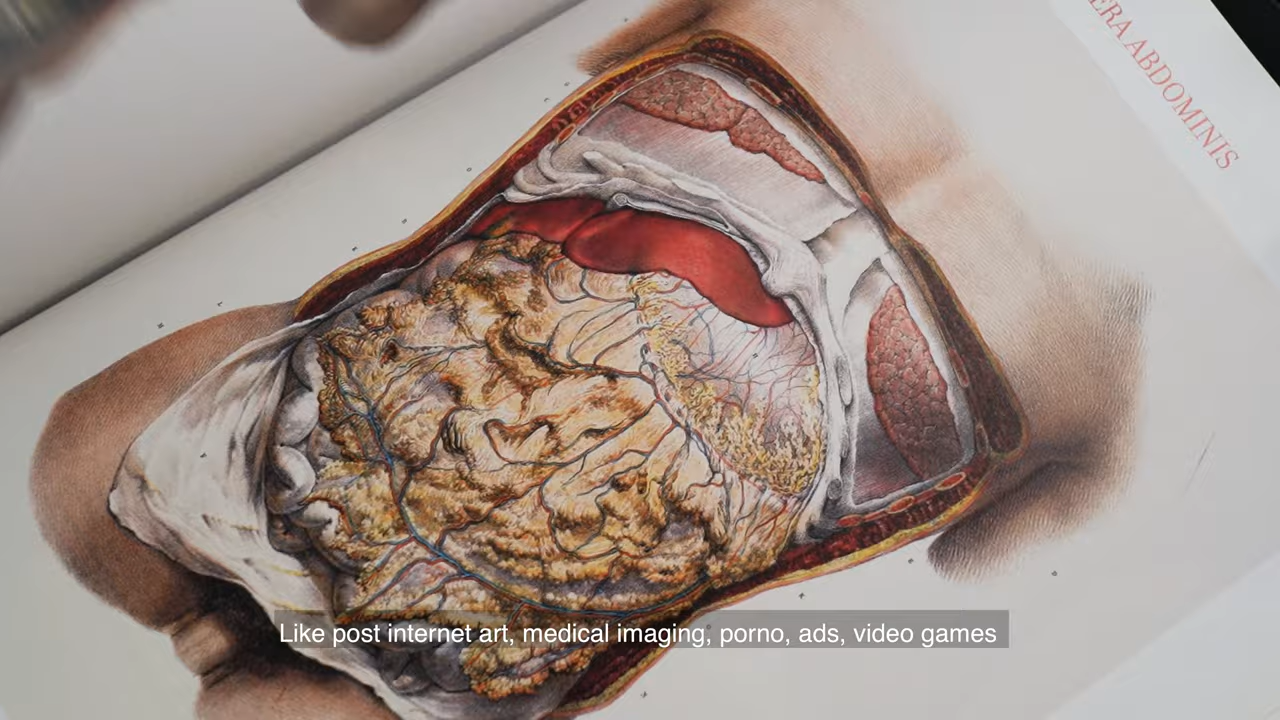 ERA ABDOMINIS
Like post internet art, medical imaging, porno, ads, video games